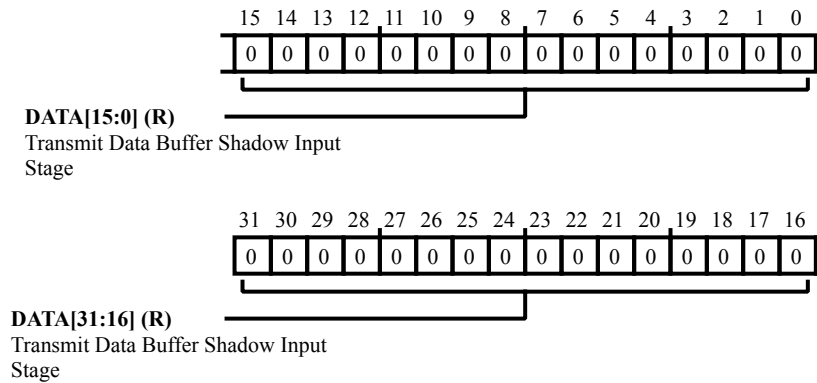 15 14 13 12 11 10 9 8 7 6 5 4 3 2 1 0
0 0 0 0 0 0 0 0 0 0 0 0 0 0 0 0
DATA[15:0] (R)
Transmit Data Buffer Shadow Input
Stage
31 30 29 28 27 26 25 24 23 22 21 20 19 18 17 16
0 0 0 0 0 0 0 0 0 0 0 0 0 0 0 0
DATA[31:16] (R)
Transmit Data Buffer Shadow Input
Stage